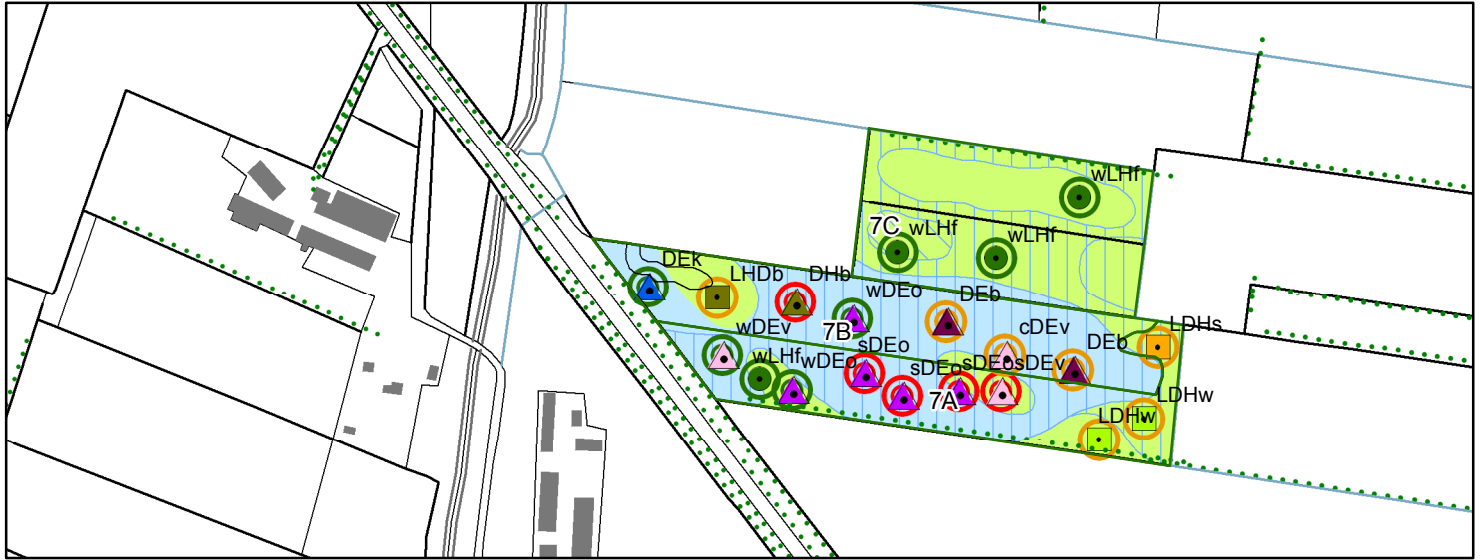 wLHf
7C
wLHf
wLHf
DEk
LHDb
DHb
wDEo
DEb
7B
wDEv
sDEo
cDEv
DEb
LDHs
wLHf
wDEo
sDEo
sDEo
sDEv
7A
LDHw
LDHw